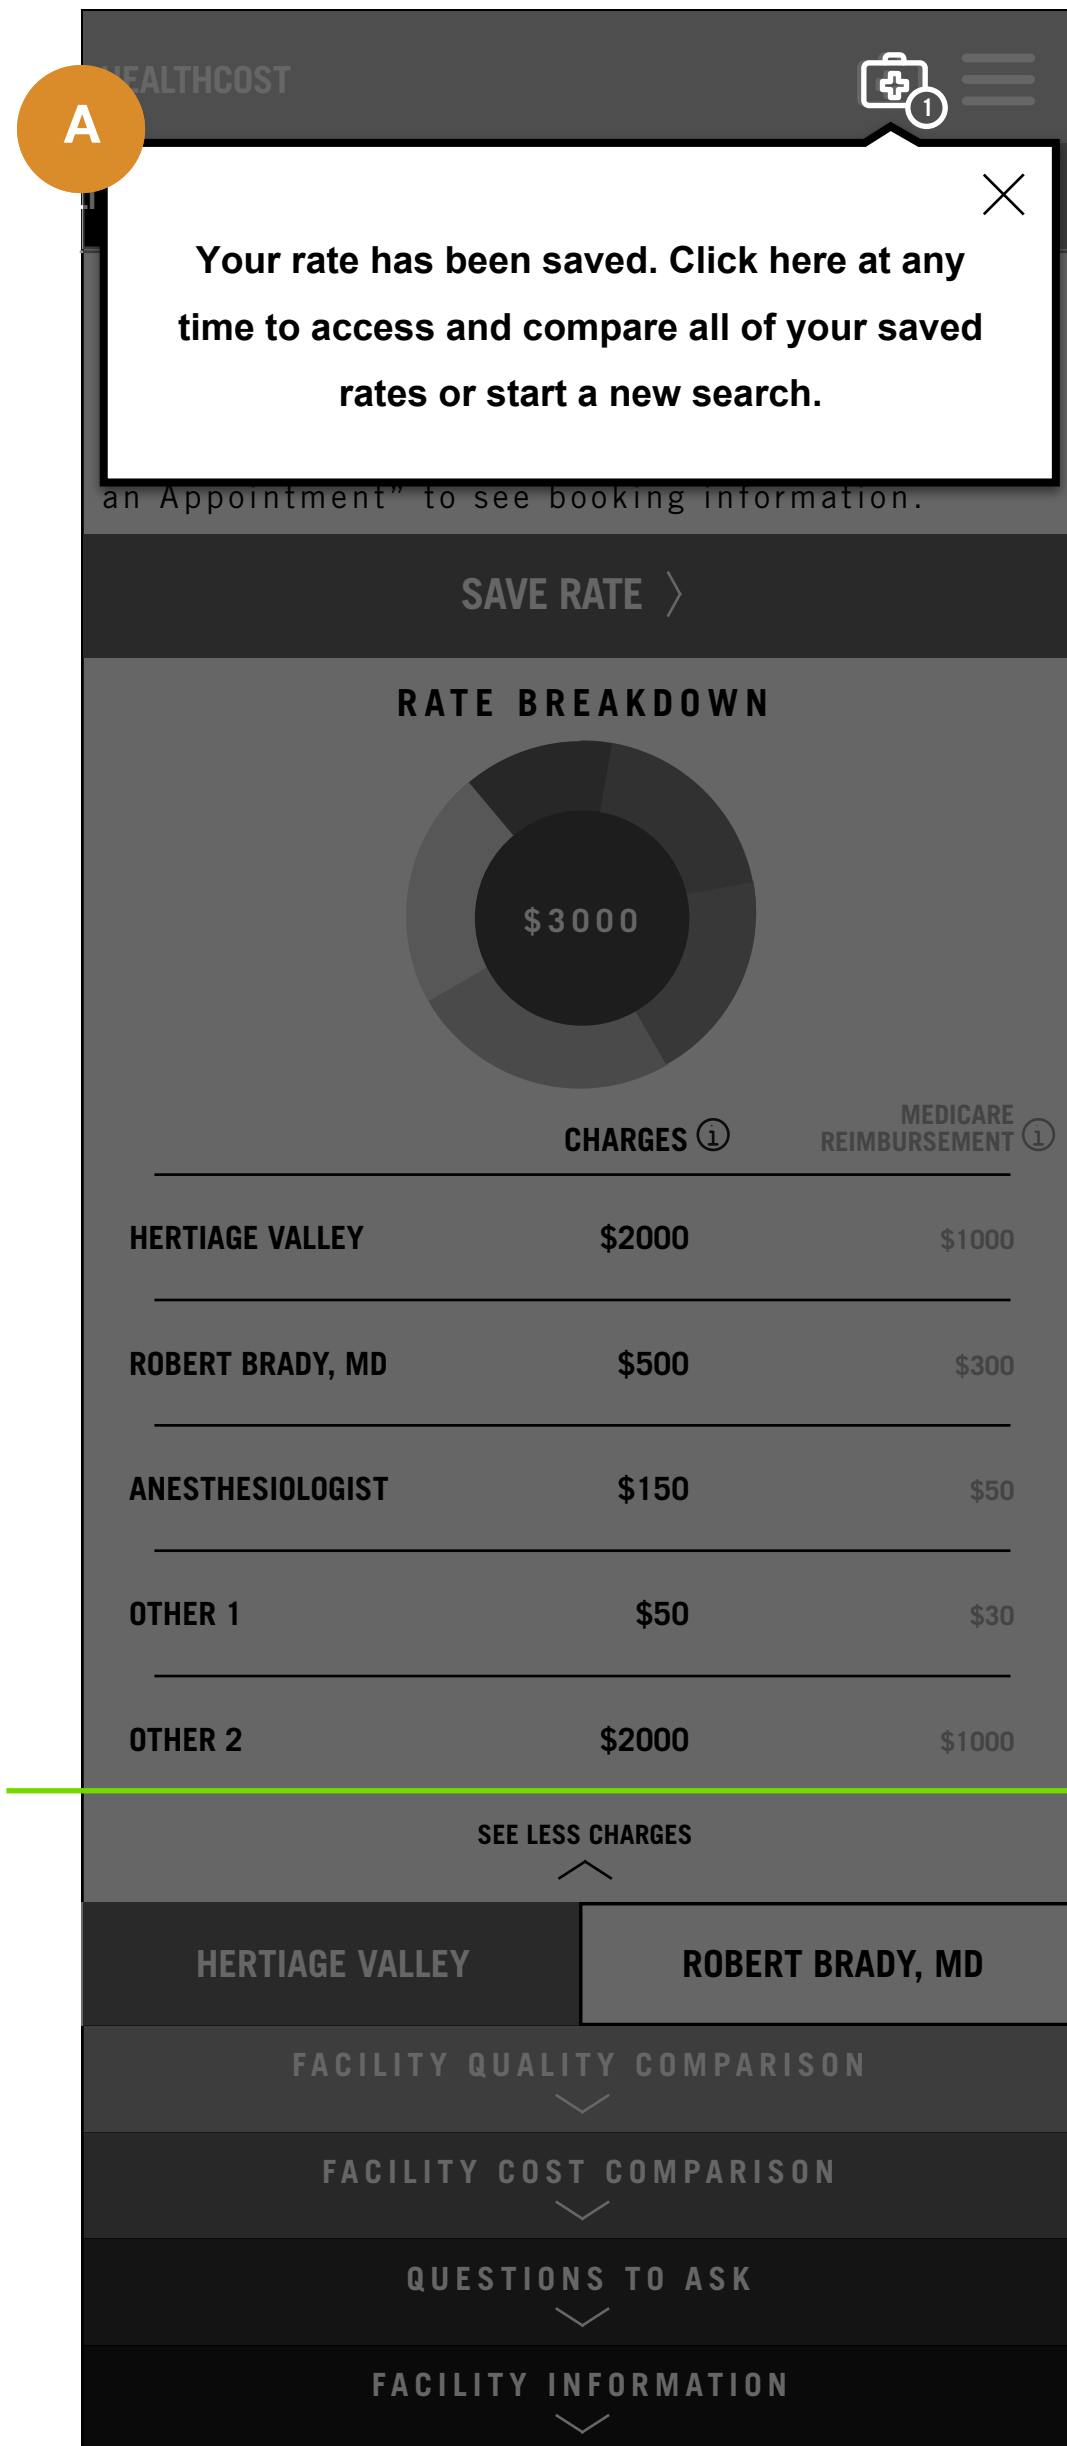 HEALTHCOST
1
A
Your rate has been saved. Click here at any
time to access and compare all of your saved
rates or start a new search.
an Appointment” to see booking information.
SAVE RATE
RATE BREAKDOWN
$3000
CHARGES i MEDICARE REIMBURSEMENT i
HERTIAGE VALLEY $2000 $1000
ROBERT BRADY, MD $500 $300
ANESTHESIOLOGIST $150 $50
OTHER 1 $50 $30
OTHER 2 $2000 $1000
SEE LESS CHARGES
HERTIAGE VALLEY ROBERT BRADY, MD
FACILITY QUALITY COMPARISON
FACILITY COST COMPARISON
QUESTIONS TO ASK
FACILITY INFORMATION